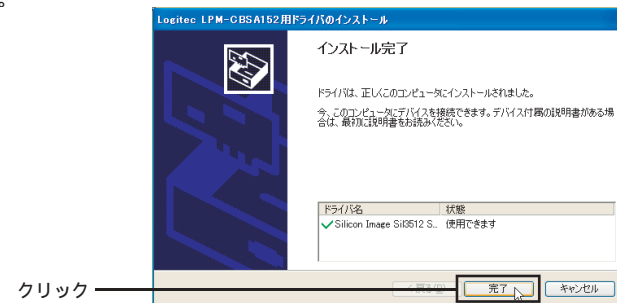 。
Logitec LPM-CBSA152用ドライバのインストール
インストール完了
ドライバは、正しくこのコンピュータにインストールされました。
今、このコンピュータにデバイスを接続できます。デバイス付属の説明書がある場
合は、最初に説明書をお読みください。
ドライバ名 状態
Silicon Image SiI3512 S... 使用できます
クリック
< 戻る(B) 完了 キャンセル